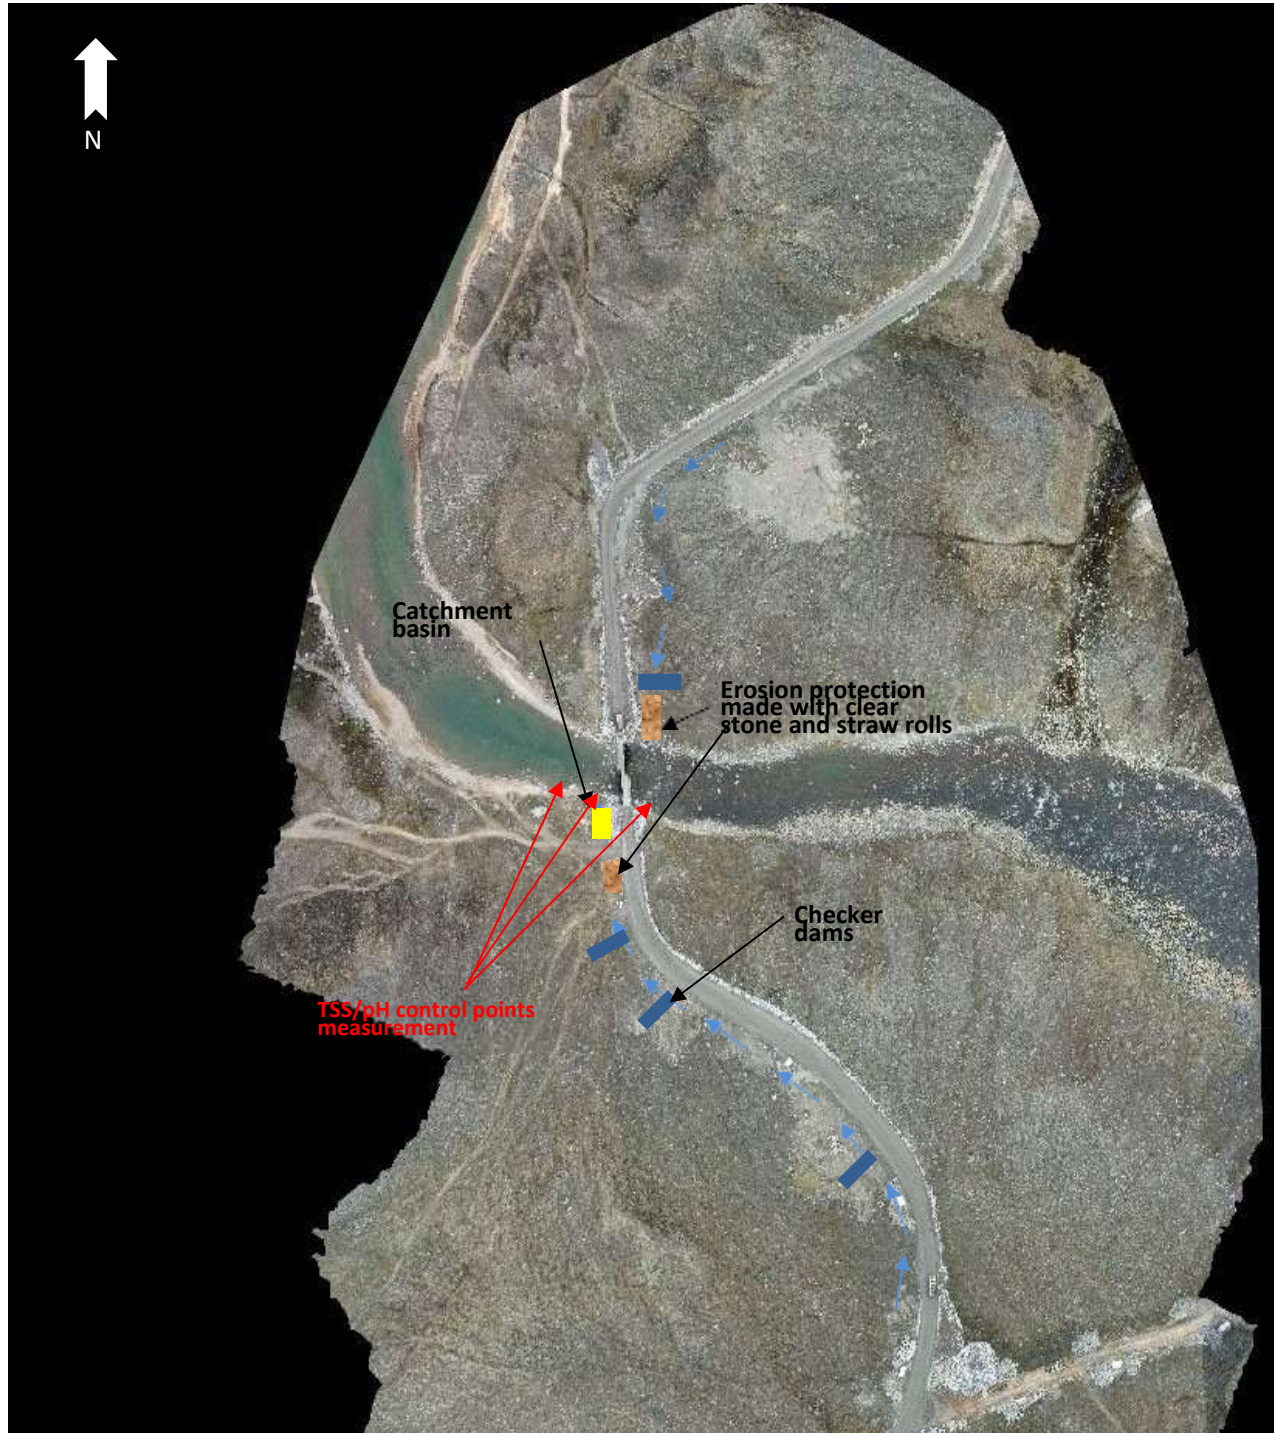 N
Catchment
basin
Erosion protection
made with clear
stone and straw rolls
Checker
dams
TSS/pH control points
measurement